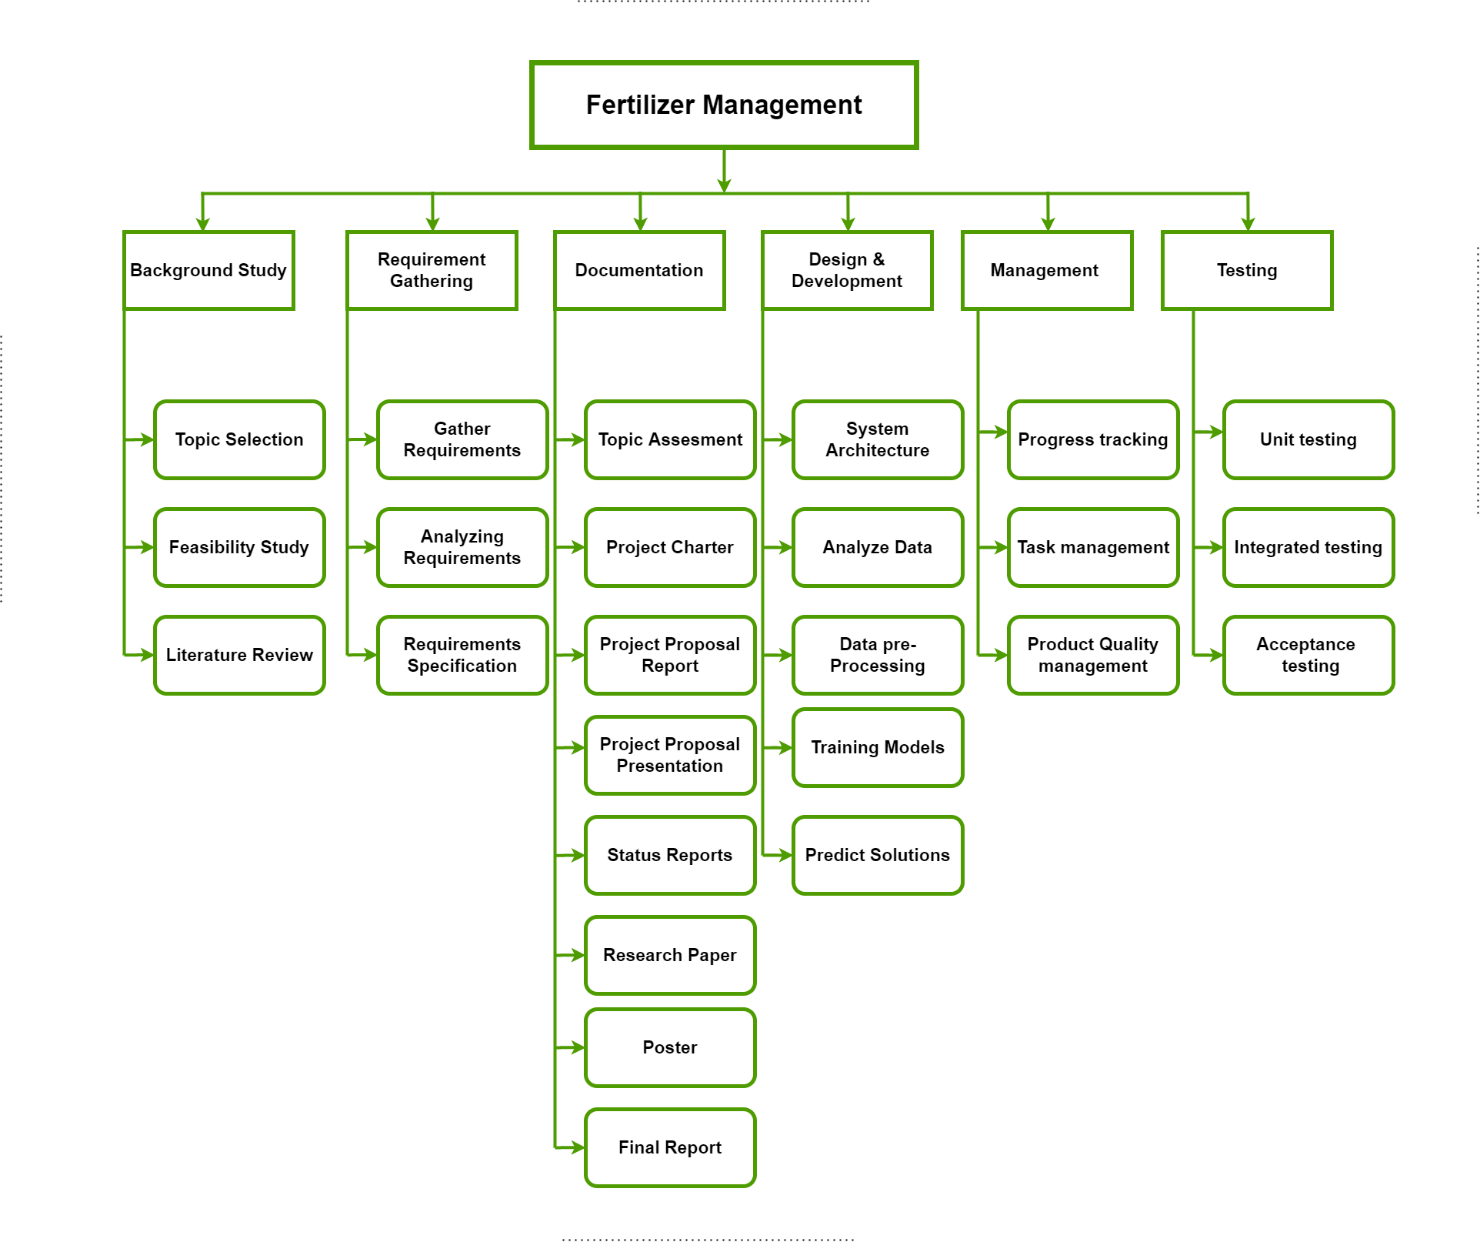 Fertilizer Management
Background Study
Requirement
Gathering
Documentation
Design &
Development
Management
Testing
Topic Selection
Feasibility Study
Literature Review
Gather
Requirements
Analyzing
Requirements
Requirements
Specification
Topic Assesment
Project Charter
Project Proposal
Report
Project Proposal
Presentation
Status Reports
Research Paper
Poster
Final Report
System
Architecture
Analyze Data
Data pre-
Processing
Training Models
Predict Solutions
Progress tracking
Task management
Product Quality
management
Unit testing
Integrated testing
Acceptance
testing